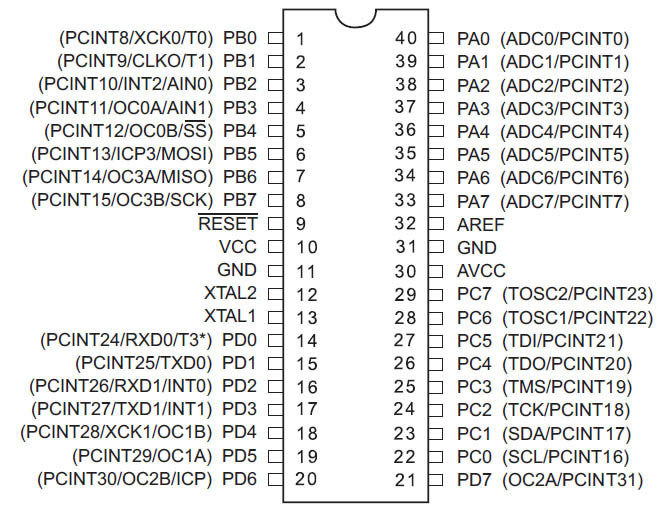 (PCINT8/XCK0/T0) PB0 1 40 PA0 (ADC0/PCINT0)
(PCINT9/CLKO/T1) PB1 2 39 PA1 (ADC1/PCINT1)
(PCINT10/INT2/AIN0) PB2 3 38 PA2 (ADC2/PCINT2)
(PCINT11/OC0A/AIN1) PB3 4 37 PA3 (ADC3/PCINT3)
(PCINT12/OC0B/S̅S̅) PB4 5 36 PA4 (ADC4/PCINT4)
(PCINT13/ICP3/MOSI) PB5 6 35 PA5 (ADC5/PCINT5)
(PCINT14/OC3A/MISO) PB6 7 34 PA6 (ADC6/PCINT6)
(PCINT15/OC3B/SCK) PB7 8 33 PA7 (ADC7/PCINT7)
R̅E̅S̅E̅T̅ 9 32 AREF
VCC 10 31 GND
GND 11 30 AVCC
XTAL2 12 29 PC7 (TOSC2/PCINT23)
XTAL1 13 28 PC6 (TOSC1/PCINT22)
(PCINT24/RXD0/T3*) PD0 14 27 PC5 (TDI/PCINT21)
(PCINT25/TXD0) PD1 15 26 PC4 (TDO/PCINT20)
(PCINT26/RXD1/INT0) PD2 16 25 PC3 (TMS/PCINT19)
(PCINT27/TXD1/INT1) PD3 17 24 PC2 (TCK/PCINT18)
(PCINT28/XCK1/OC1B) PD4 18 23 PC1 (SDA/PCINT17)
(PCINT29/OC1A) PD5 19 22 PC0 (SCL/PCINT16)
(PCINT30/OC2B/ICP) PD6 20 21 PD7 (OC2A/PCINT31)